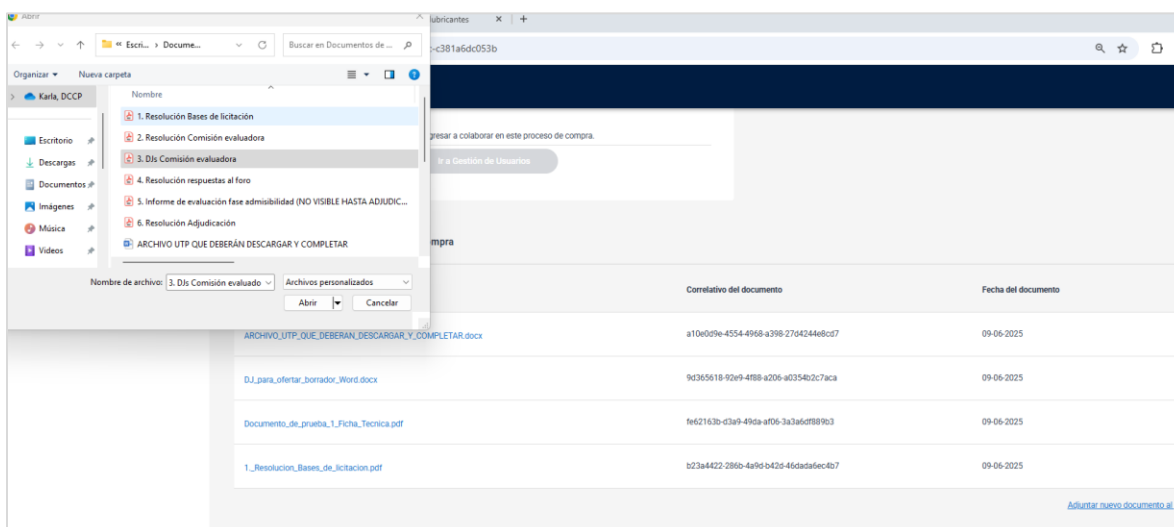 Abrir
lubricantes
« Escri... › Docume...
Buscar en Documentos de ...
:-c381a6dc053b
Organizar
Nueva carpeta
Karla, DCCP
Nombre
1. Resolución Bases de licitación
Escritorio
2. Resolución Comisión evaluadora
gresar a colaborar en este proceso de compra.
Descargas
3. DJs Comisión evaluadora
Ir a Gestión de Usuarios
Documentos
4. Resolución respuestas al foro
Imágenes
5. Informe de evaluación fase admisibilidad (NO VISIBLE HASTA ADJUDIC...
Música
6. Resolución Adjudicación
Videos
ARCHIVO UTP QUE DEBERÁN DESCARGAR Y COMPLETAR
mpra
Nombre de archivo:
3. DJs Comisión evaluado
Archivos personalizados
Abrir
Cancelar
Correlativo del documento
Fecha del documento
ARCHIVO_UTP_QUE_DEBERAN_DESCARGAR_Y_COMPLETAR.docx
a10e0d9e-4554-4968-a398-27d4244e8cd7
09-06-2025
DJ_para_ofertar_borrador_Word.docx
9d365618-92e9-4f88-a206-a0354b2c7aca
09-06-2025
Documento_de_prueba_1_Ficha_Tecnica.pdf
fe62163b-d3a9-49da-af06-3a3a6df889b3
09-06-2025
1._Resolucion_Bases_de_licitacion.pdf
b23a4422-286b-4a9d-b42d-46dada6ec4b7
09-06-2025
Adjuntar nuevo documento al